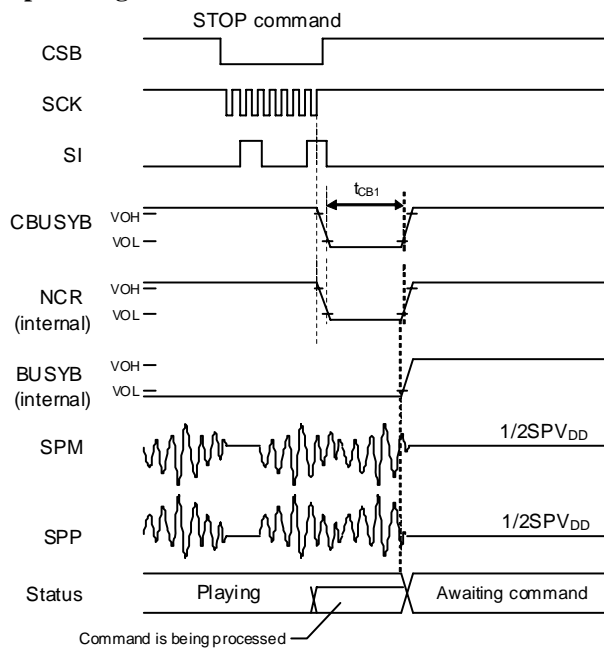 STOP command
CSB
SCK
SI
tCB1
CBUSYB
VOH
VOL
NCR
(internal)
VOH
VOL
BUSYB
(internal)
VOH
VOL
SPM
1/2SPVDD
SPP
1/2SPVDD
Status
Playing
Awaiting command
Command is being processed